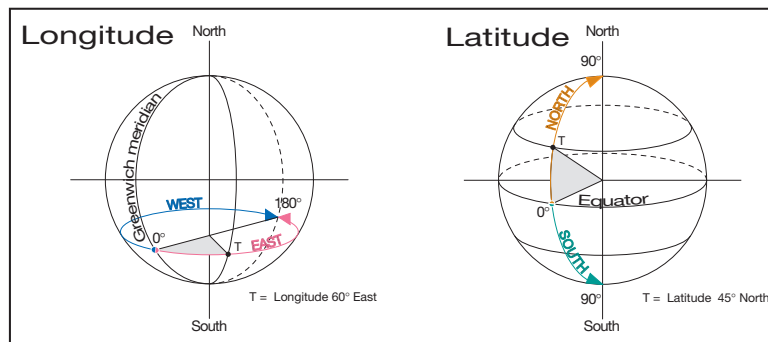 Longitude
North
Greenwich meridian
WEST
180°
0°
T
EAST
T = Longitude 60° East
South
Latitude
North
90°
NORTH
T
0°
Equator
SOUTH
90°
T = Latitude 45° North
South